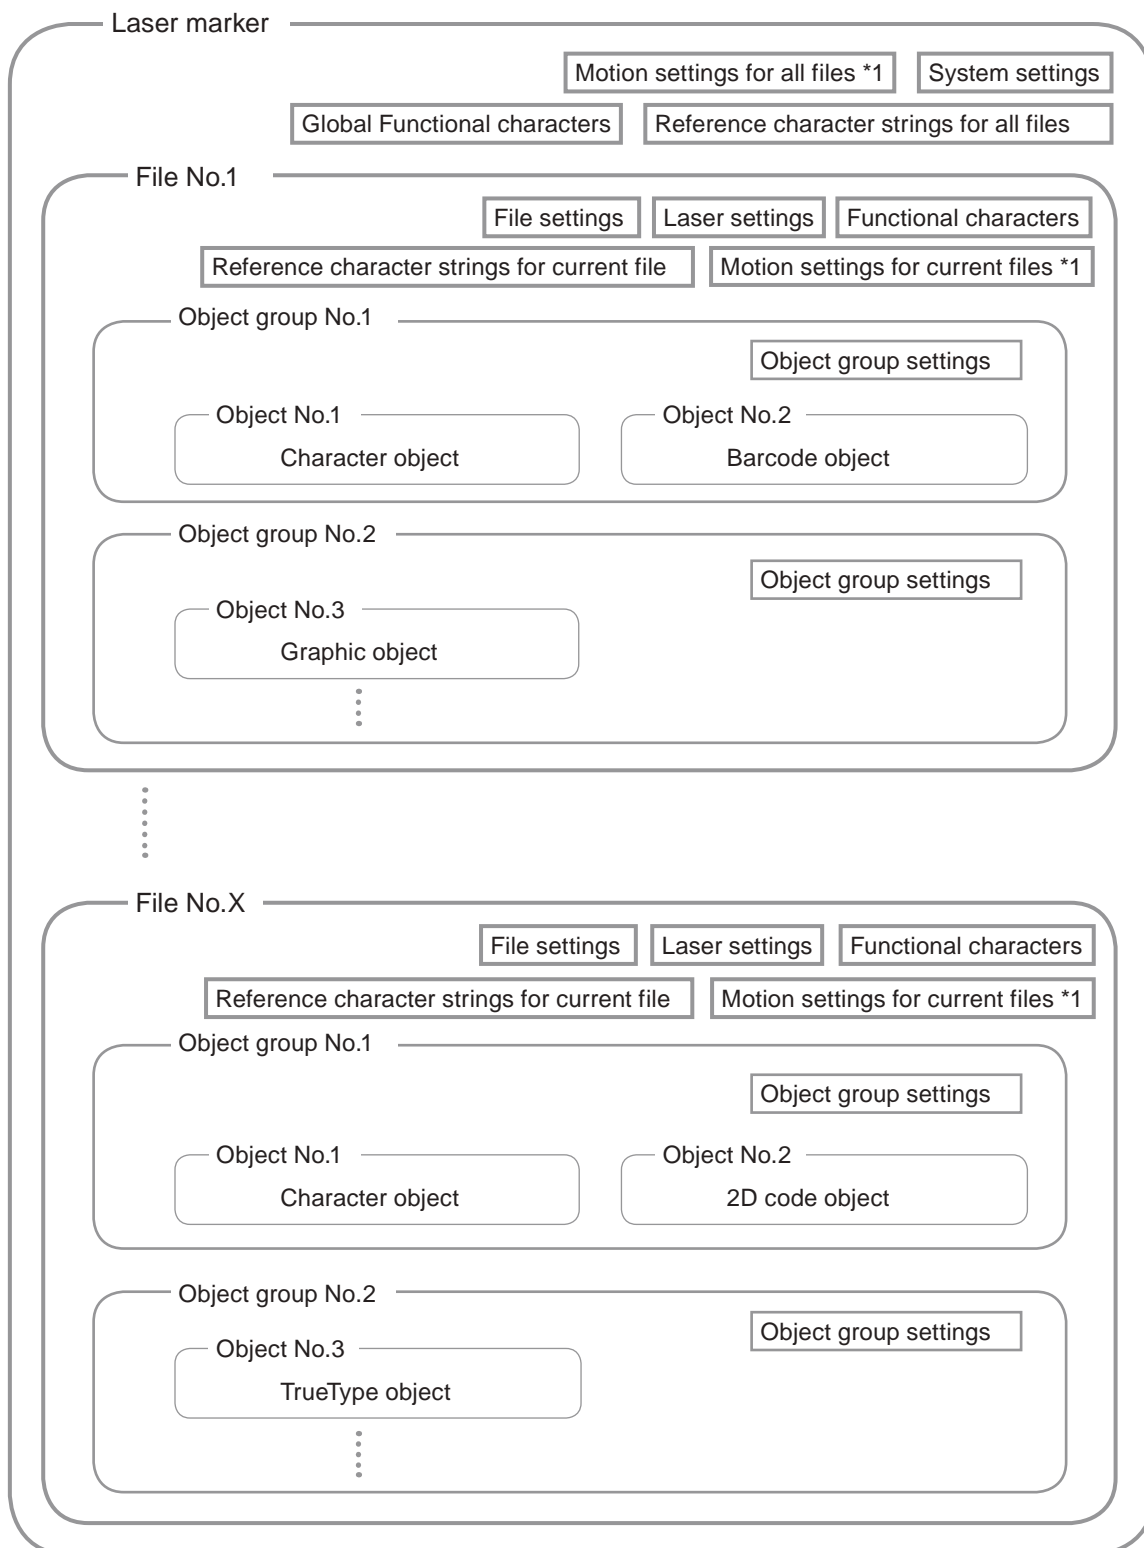 Laser marker
Motion settings for all files *1 System settings
Global Functional characters Reference character strings for all files
File No.1
File settings Laser settings Functional characters
Reference character strings for current file Motion settings for current files *1
Object group No.1
Object group settings
Object No.1 Object No.2
Character object Barcode object
Object group No.2
Object group settings
Object No.3
Graphic object
File No.X
File settings Laser settings Functional characters
Reference character strings for current file Motion settings for current files *1
Object group No.1
Object group settings
Object No.1 Object No.2
Character object 2D code object
Object group No.2
Object group settings
Object No.3
TrueType object